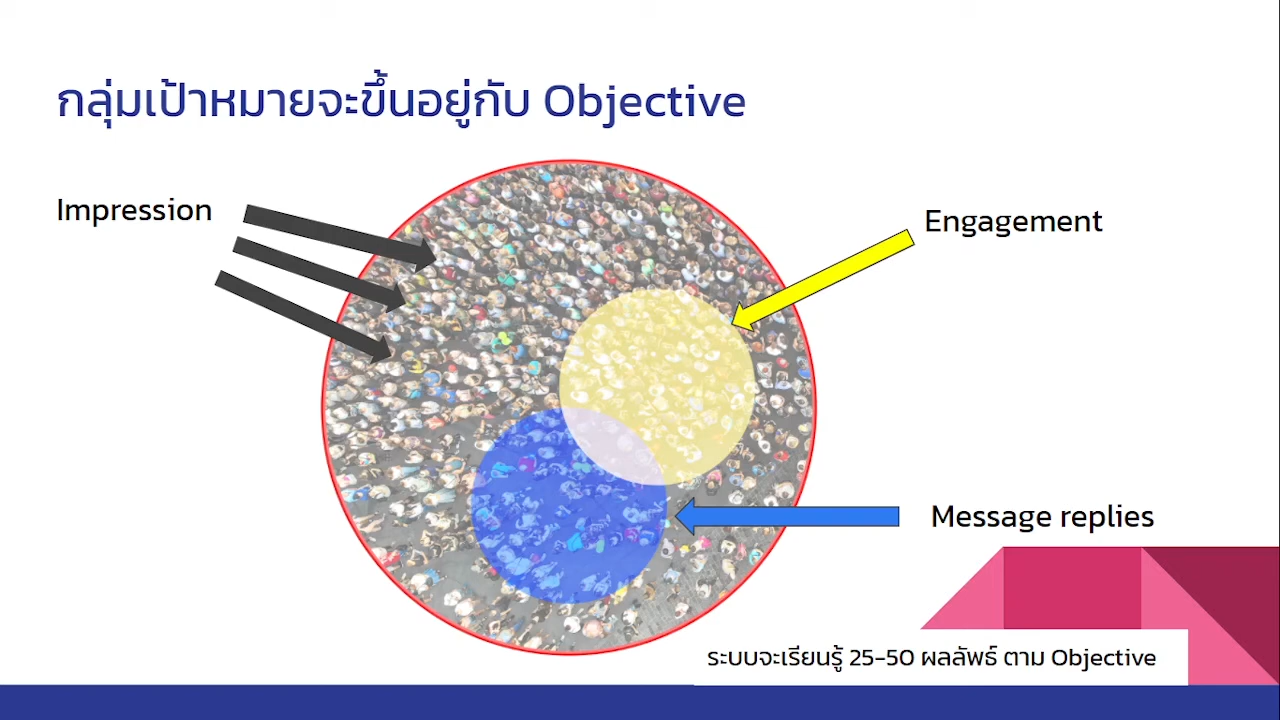 กลุ่มเป้าหมายจะขึ้นอยู่กับ Objective
Impression
Engagement
Message replies
ระบบจะเรียนรู้ 25-50 ผลลัพธ์ ตาม Objective